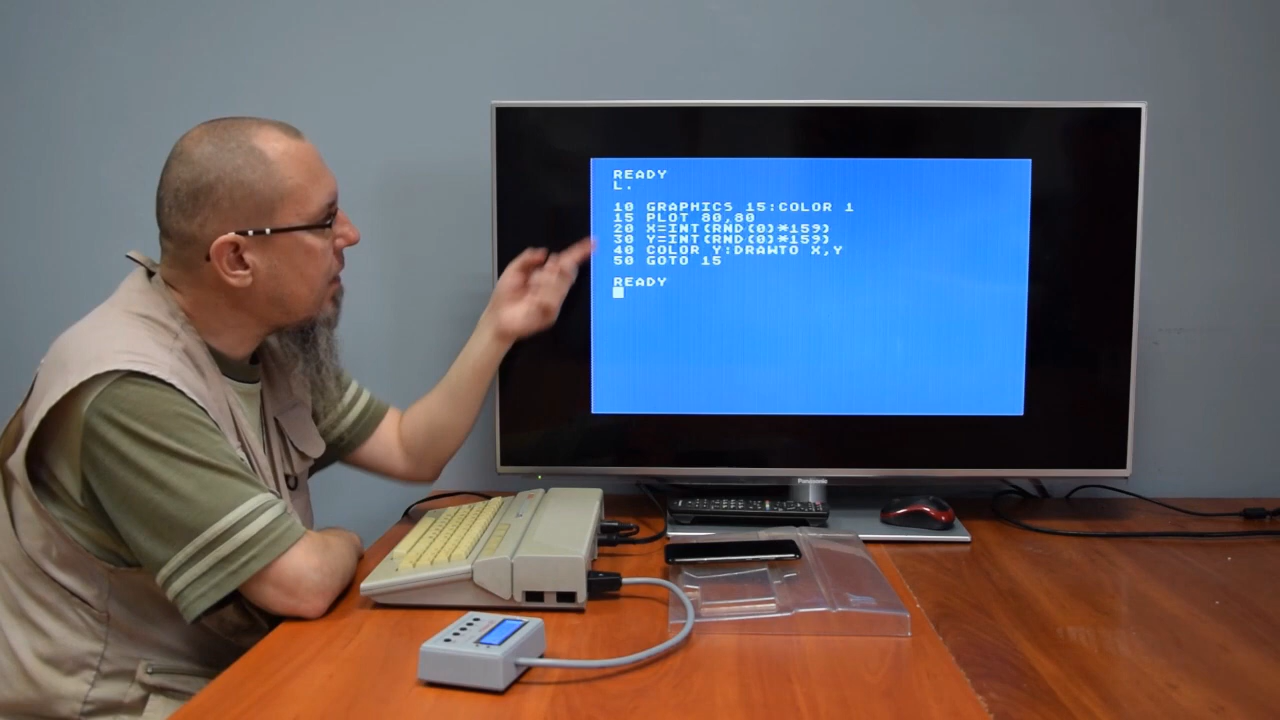 READY
L.
10 GRAPHICS 15:COLOR 1
15 PLOT 80,80
20 X=INT(RND(0)*159)
30 Y=INT(RND(0)*159)
40 COLOR Y:DRAWTO X,Y
50 GOTO 15
READY
Panasonic